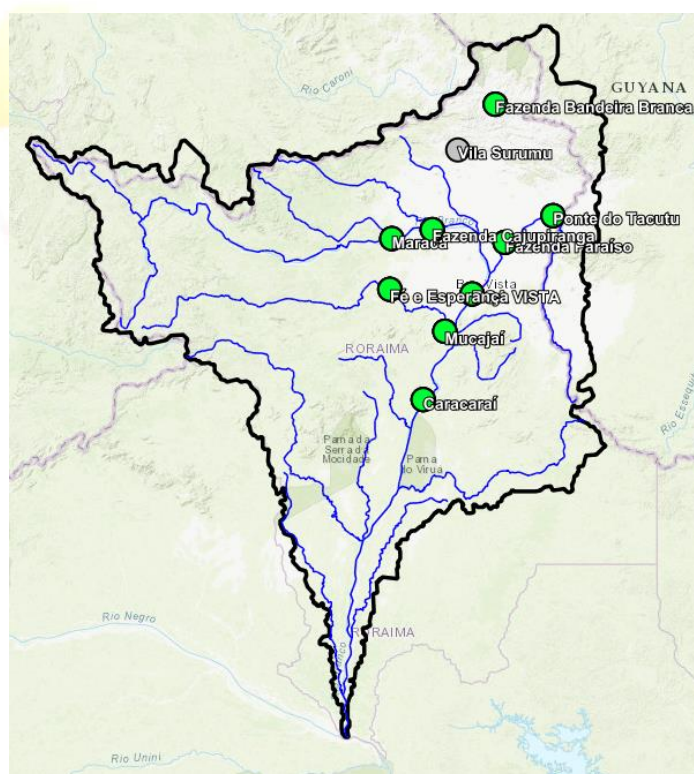 Rio Caroni
GUYANA
Fazenda Bandeira Branca
Vila Surumu
Ponte do Tacutu
Fazenda Cajupiranga
Fazenda Paraíso
Maracá
Fé e Esperança
VISTA
Mucajaí
RORAIMA
Rio Essequibo
Caracaraí
Parna da
Serra da
Mocidade
Parna
do Virua
Rio Negro
RORAIMA
Rio Unini